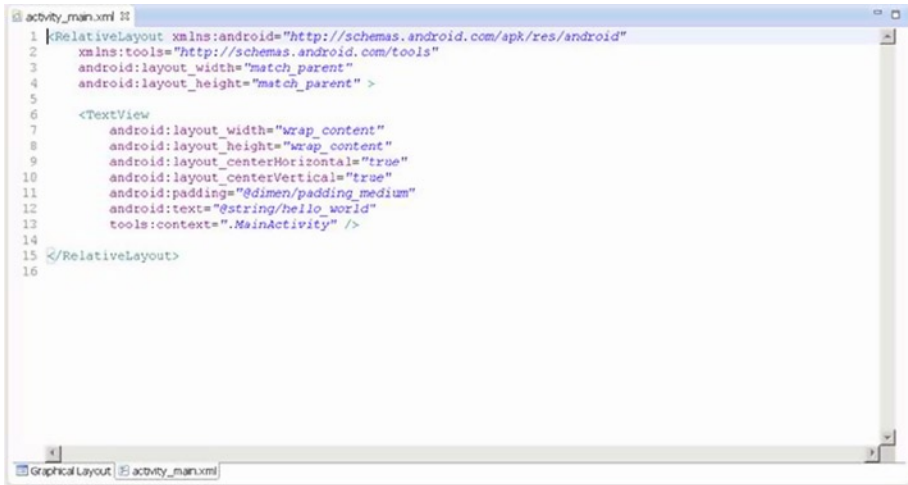 activity_main.xml
1 <RelativeLayout xmlns:android="http://schemas.android.com/apk/res/android"
2     xmlns:tools="http://schemas.android.com/tools"
3     android:layout_width="match_parent"
4     android:layout_height="match_parent" >
5
6     <TextView
7         android:layout_width="wrap_content"
8         android:layout_height="wrap_content"
9         android:layout_centerHorizontal="true"
10         android:layout_centerVertical="true"
11         android:padding="@dimen/padding_medium"
12         android:text="@string/hello_world"
13         tools:context=".MainActivity" />
14
15 </RelativeLayout>
16
Graphical Layout activity_main.xml